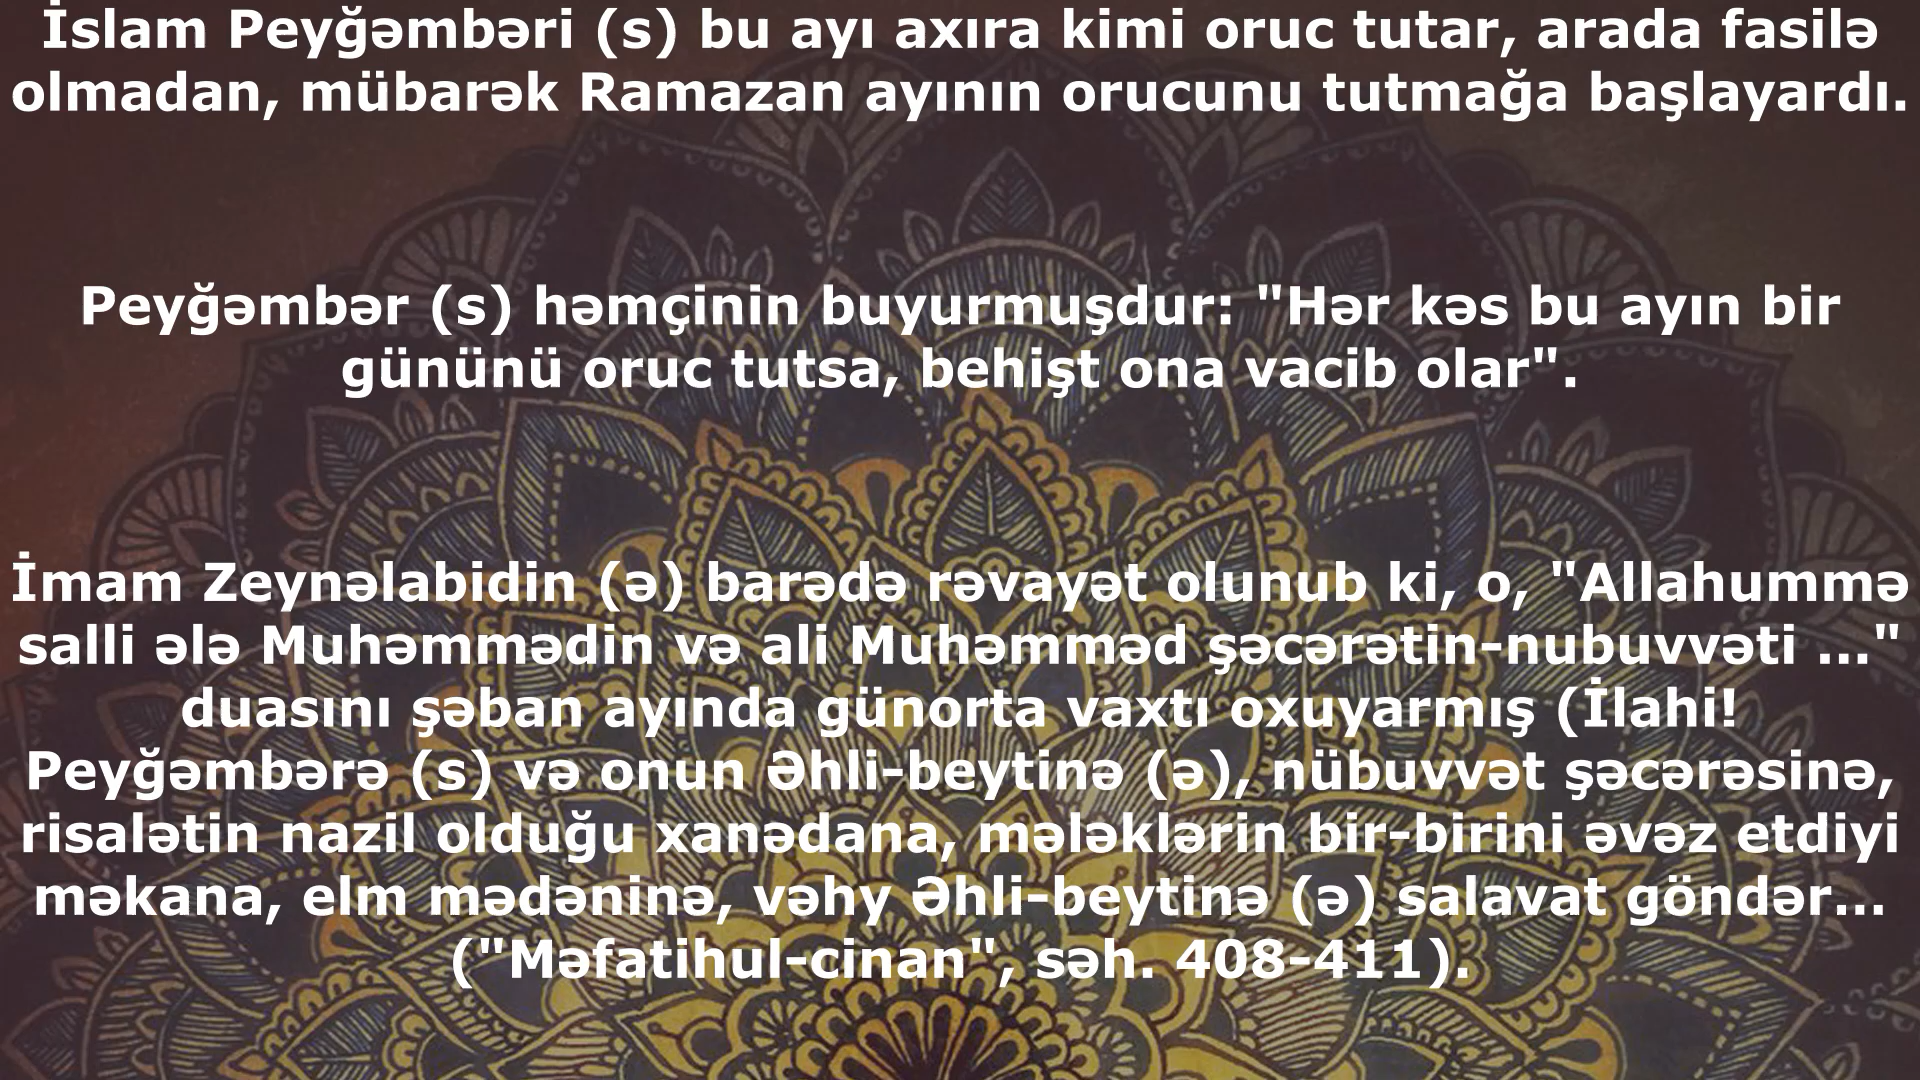 İslam Peyğəmbəri (s) bu ayı axıra kimi oruc tutar, arada fasilə
olmadan, mübarək Ramazan ayının orucunu tutmağa başlayardı.
Peyğəmbər (s) həmçinin buyurmuşdur: "Hər kəs bu ayın bir
gününü oruc tutsa, behişt ona vacib olar".
İmam Zeynəlabidin (ə) barədə rəvayət olunub ki, o, "Allahummə
salli ələ Muhəmmədin və ali Muhəmməd şəcərətin-nubuvvəti ..."
duasını şəban ayında günorta vaxtı oxuyarmış (İlahi!
Peyğəmbərə (s) və onun Əhli-beytinə (ə), nübuvvət şəcərəsinə,
risalətin nazil olduğu xanədana, mələklərin bir-birini əvəz etdiyi
məkana, elm mədəninə, vəhy Əhli-beytinə (ə) salavat göndər...
("Məfatihul-cinan", səh. 408-411).